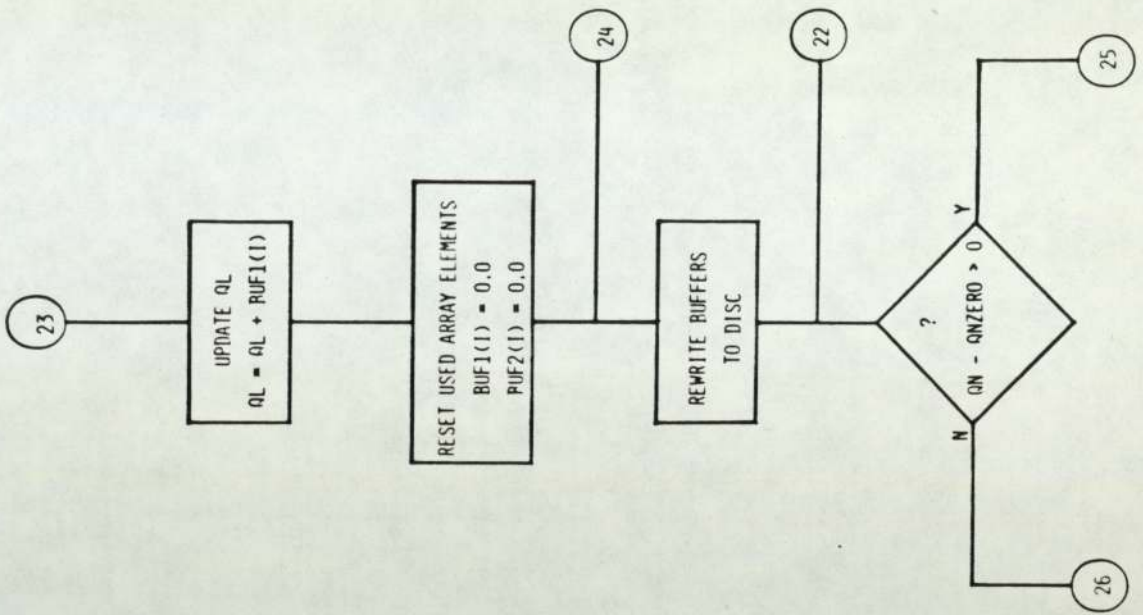 23
UPDATE QL
QL = QL + BUF1(I)
RESET USED ARRAY ELEMENTS
BUF1(I) = 0.0
PUF2(I) = 0.0
24
REWRITE BUFFERS
TO DISC
22
?
QN - QNZERO > 0
N
Y
26
25